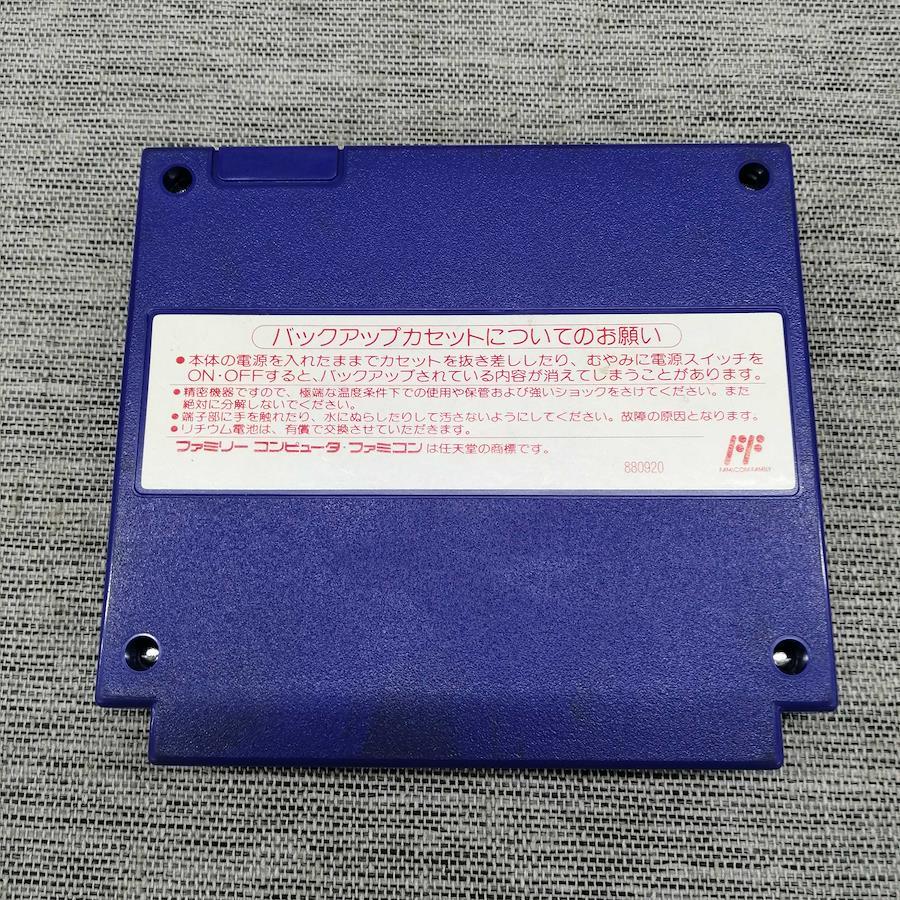 バックアップカセットについてのお願い
●本体の電源を入れたままでカセットを抜き差ししたり、むやみに電源スイッチを
ON・OFFすると、バックアップされている内容が消えてしまうことがあります。
●精密機器ですので、極端な温度条件下での使用や保管および強いショックをさけてください。また
絶対に分解しないでください。
●端子部に手を触れたり、水にぬらしたりして汚さないようにしてください。故障の原因となります。
●リチウム電池は、有償で交換させていただきます。
ファミリーコンピュータ・ファミコンは任天堂の商標です。
FAMICOM FAMILY
880920